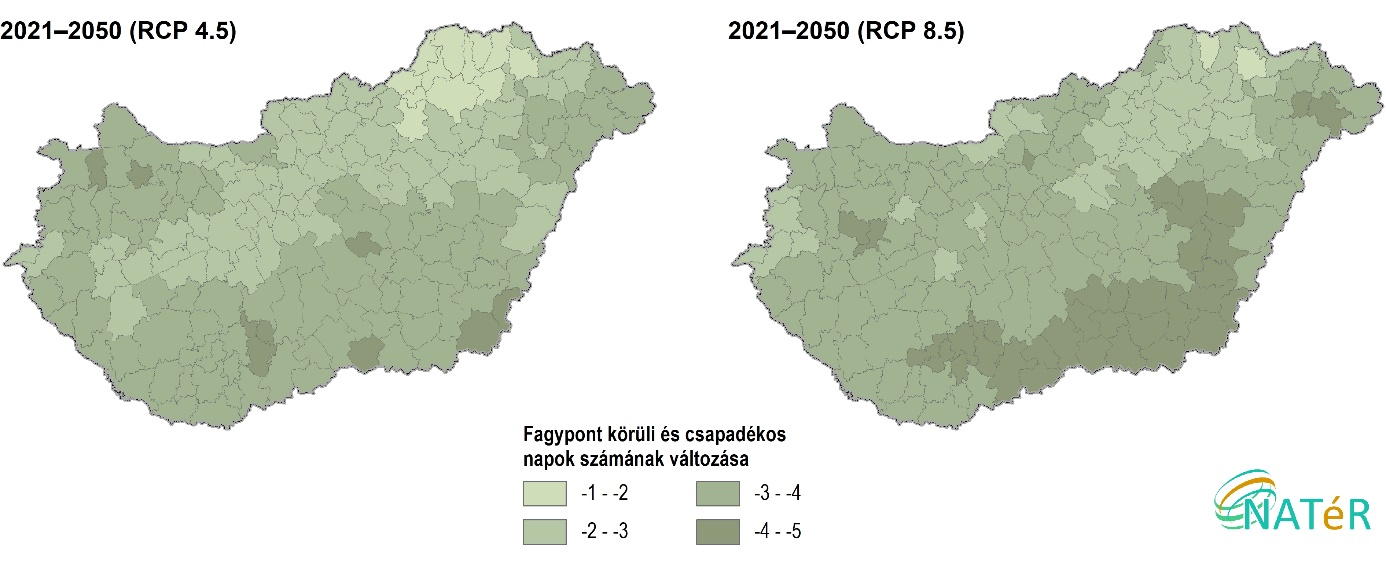 2021–2050 (RCP 4.5)
2021–2050 (RCP 8.5)
Fagypont körüli és csapadékos
napok számának változása
-1 - -2
-2 - -3
-3 - -4
-4 - -5
NATéR